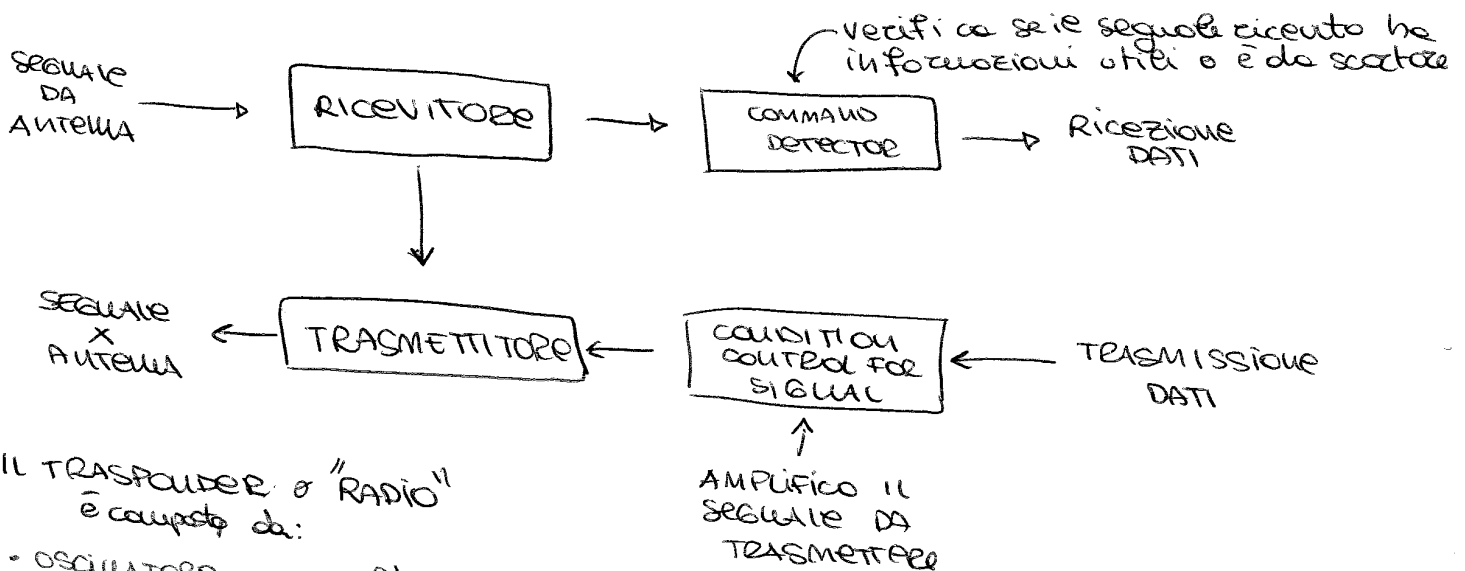 verifica se il segnale ricevuto ha
informazioni utili o è da scartare
SEGNALE
DA
ANTENNA
RICEVITORE
COMMAND
DETECTOR
RICEZIONE
DATI
SEGNALE
X
ANTENNA
TRASMETTITORE
CONDITION
CONTROL FOR
SIGNAL
TRASMISSIONE
DATI
AMPLIFICO IL
SEGNALE DA
TRASMETTERE
IL TRASPONDER o "RADIO"
è composto da:
• OSCILLATORE